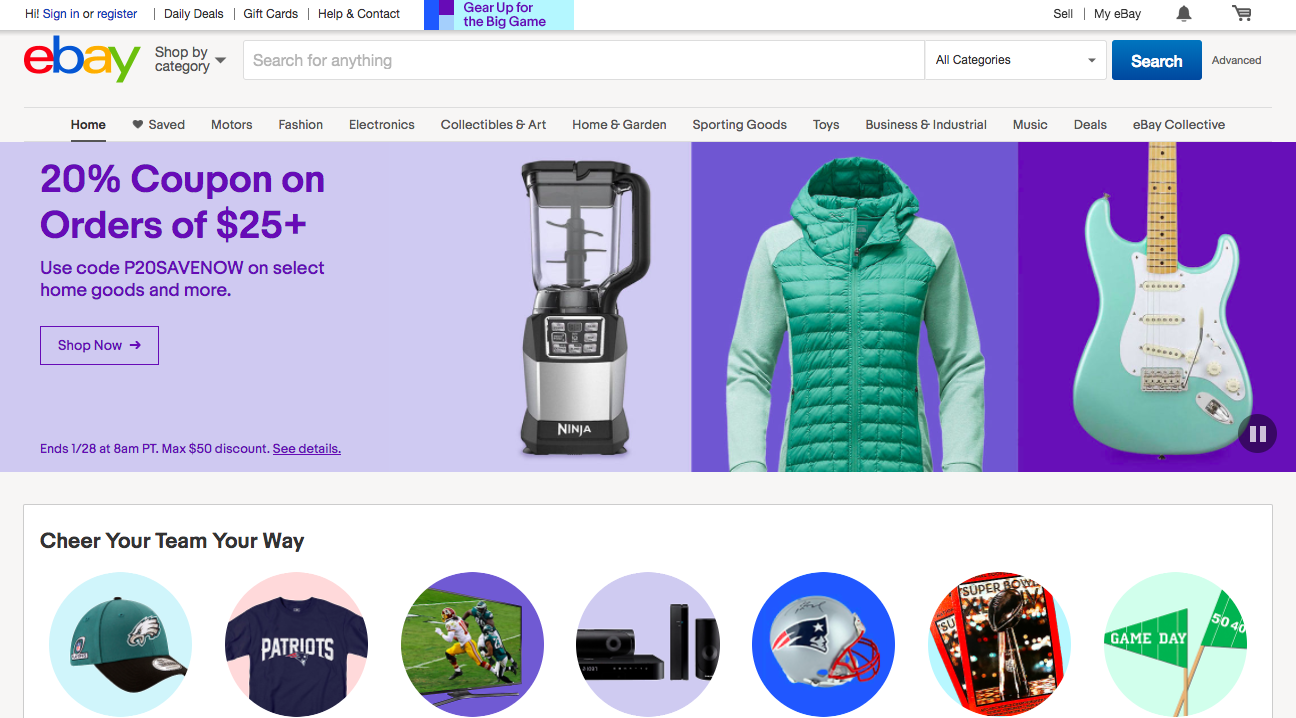 Hi! Sign in or register | Daily Deals | Gift Cards | Help & Contact
Gear Up for
the Big Game
Sell | My eBay
ebay
Shop by
category
Search for anything
All Categories
Search
Advanced
Home
Saved
Motors
Fashion
Electronics
Collectibles & Art
Home & Garden
Sporting Goods
Toys
Business & Industrial
Music
Deals
eBay Collective
20% Coupon on
Orders of $25+
Use code P20SAVENOW on select
home goods and more.
Shop Now →
Ends 1/28 at 8am PT. Max $50 discount. See details.
NINJA
Cheer Your Team Your Way
PATRIOTS
SUPER BOWL
GAME DAY
50 40